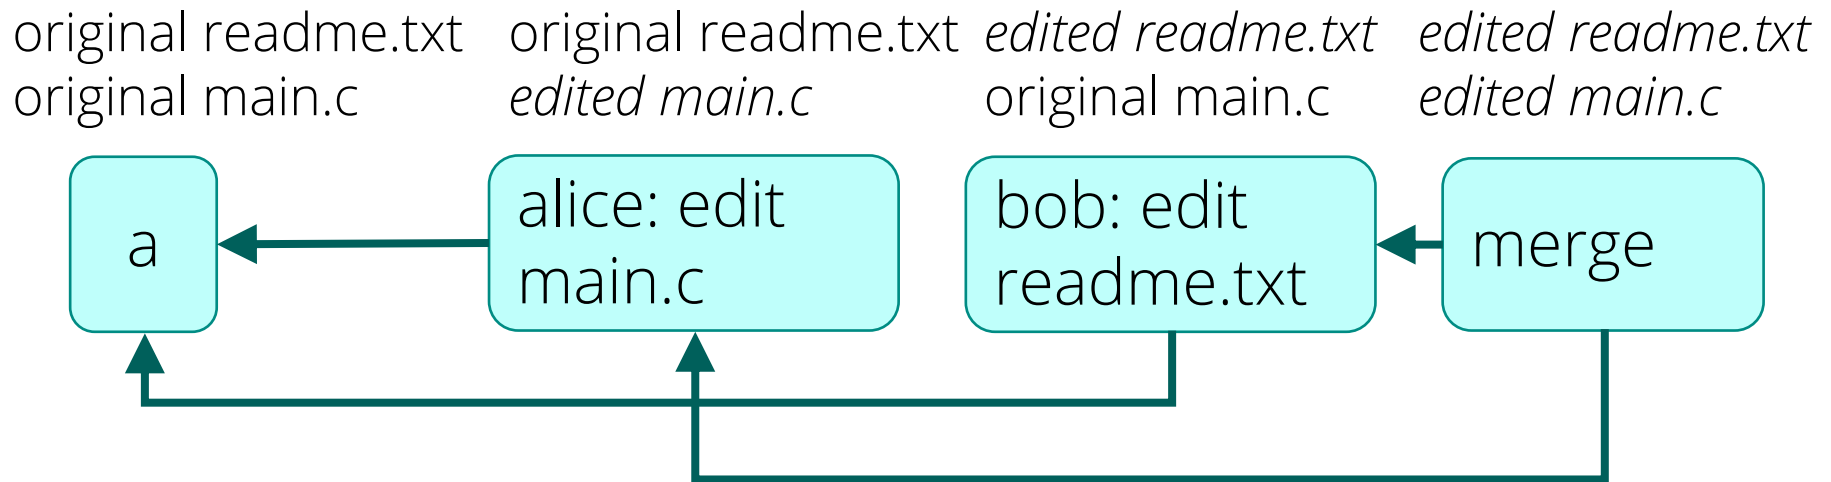 original readme.txt
original main.c
original readme.txt
edited main.c
edited readme.txt
original main.c
edited readme.txt
edited main.c
a
alice: edit
main.c
bob: edit
readme.txt
merge